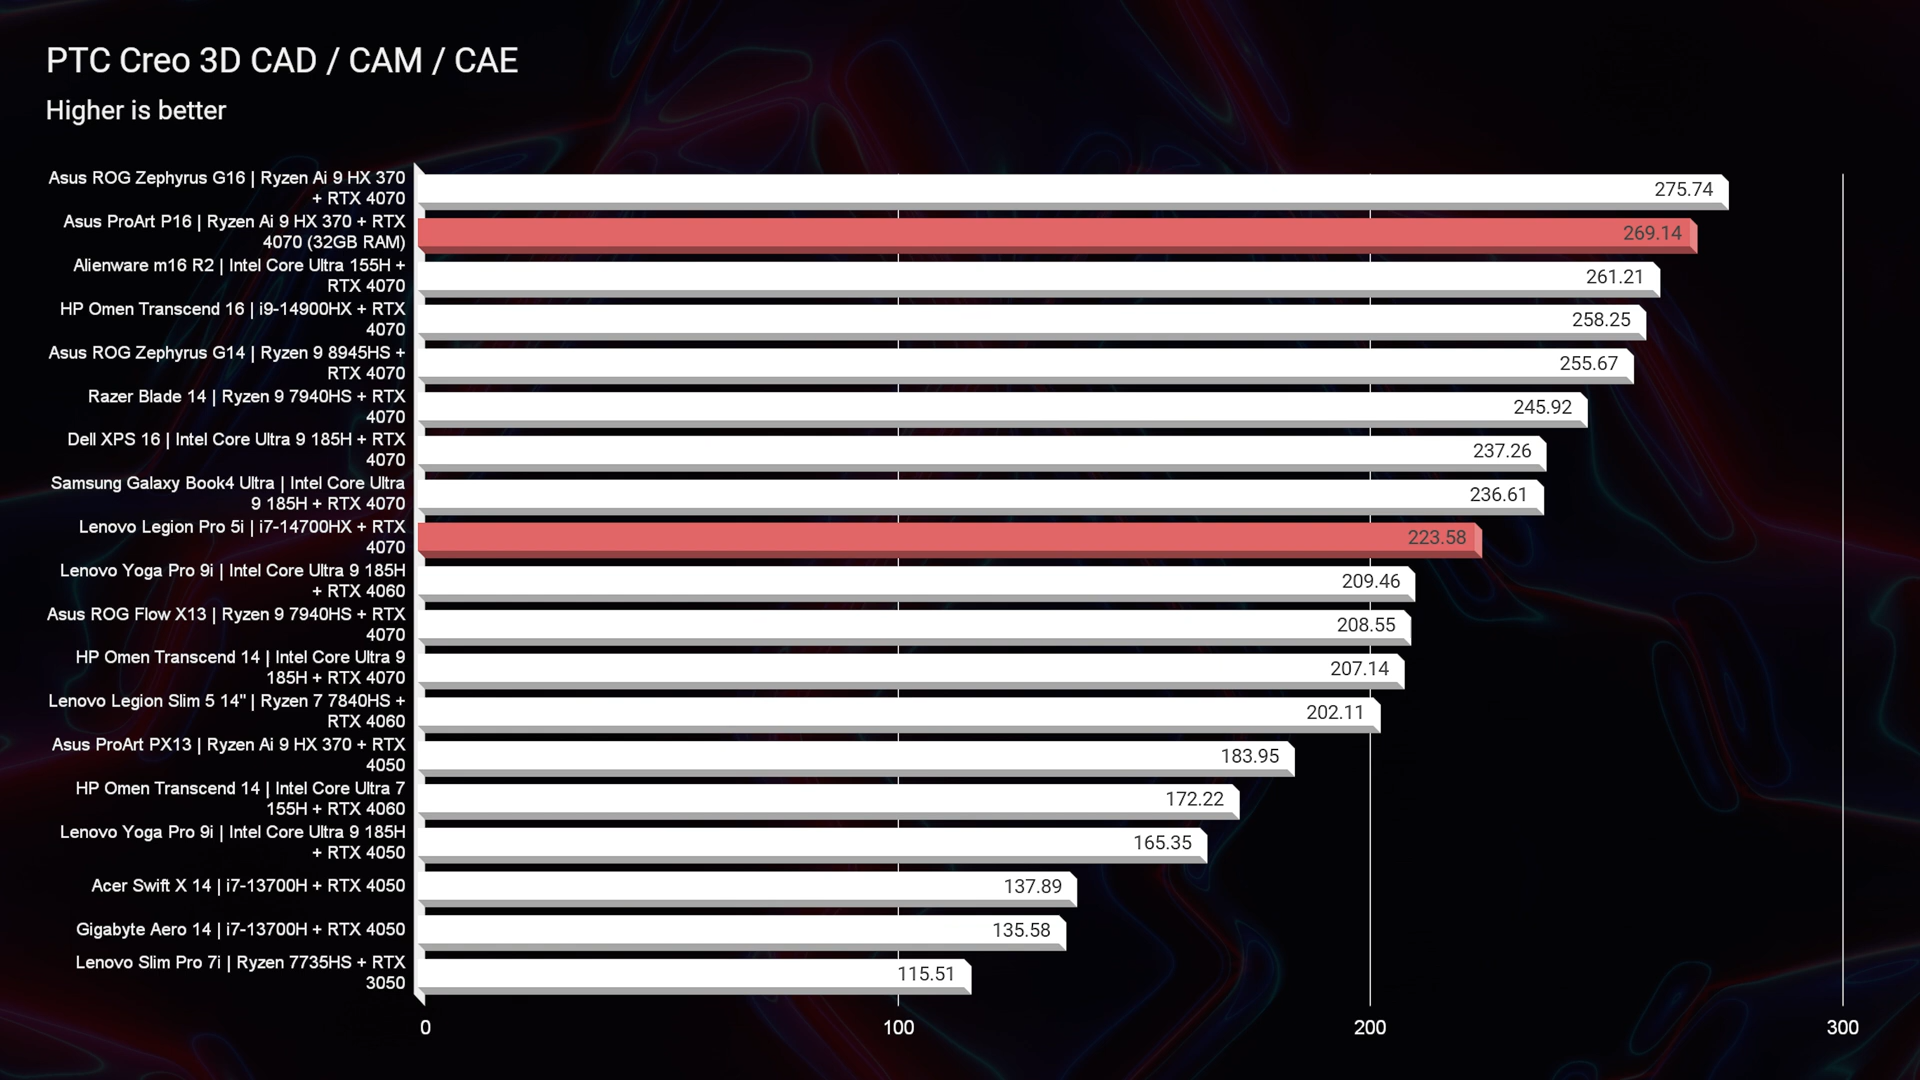 PTC Creo 3D CAD / CAM / CAE
Higher is better
Asus ROG Zephyrus G16 | Ryzen Ai 9 HX 370
+ RTX 4070
275.74
Asus ProArt P16 | Ryzen Ai 9 HX 370 + RTX
4070 (32GB RAM)
269.14
Alienware m16 R2 | Intel Core Ultra 155H +
RTX 4070
261.21
HP Omen Transcend 16 | i9-14900HX + RTX
4070
258.25
Asus ROG Zephyrus G14 | Ryzen 9 8945HS +
RTX 4070
255.67
Razer Blade 14 | Ryzen 9 7940HS + RTX
4070
245.92
Dell XPS 16 | Intel Core Ultra 9 185H + RTX
4070
237.26
Samsung Galaxy Book4 Ultra | Intel Core Ultra
9 185H + RTX 4070
236.61
Lenovo Legion Pro 5i | i7-14700HX + RTX
4070
223.58
Lenovo Yoga Pro 9i | Intel Core Ultra 9 185H
+ RTX 4060
209.46
Asus ROG Flow X13 | Ryzen 9 7940HS + RTX
4070
208.55
HP Omen Transcend 14 | Intel Core Ultra 9
185H + RTX 4070
207.14
Lenovo Legion Slim 5 14" | Ryzen 7 7840HS +
RTX 4060
202.11
Asus ProArt PX13 | Ryzen Ai 9 HX 370 + RTX
4050
183.95
HP Omen Transcend 14 | Intel Core Ultra 7
155H + RTX 4060
172.22
Lenovo Yoga Pro 9i | Intel Core Ultra 9 185H
+ RTX 4050
165.35
Acer Swift X 14 | i7-13700H + RTX 4050
137.89
Gigabyte Aero 14 | i7-13700H + RTX 4050
135.58
Lenovo Slim Pro 7i | Ryzen 7735HS + RTX
3050
115.51
0 100 200 300